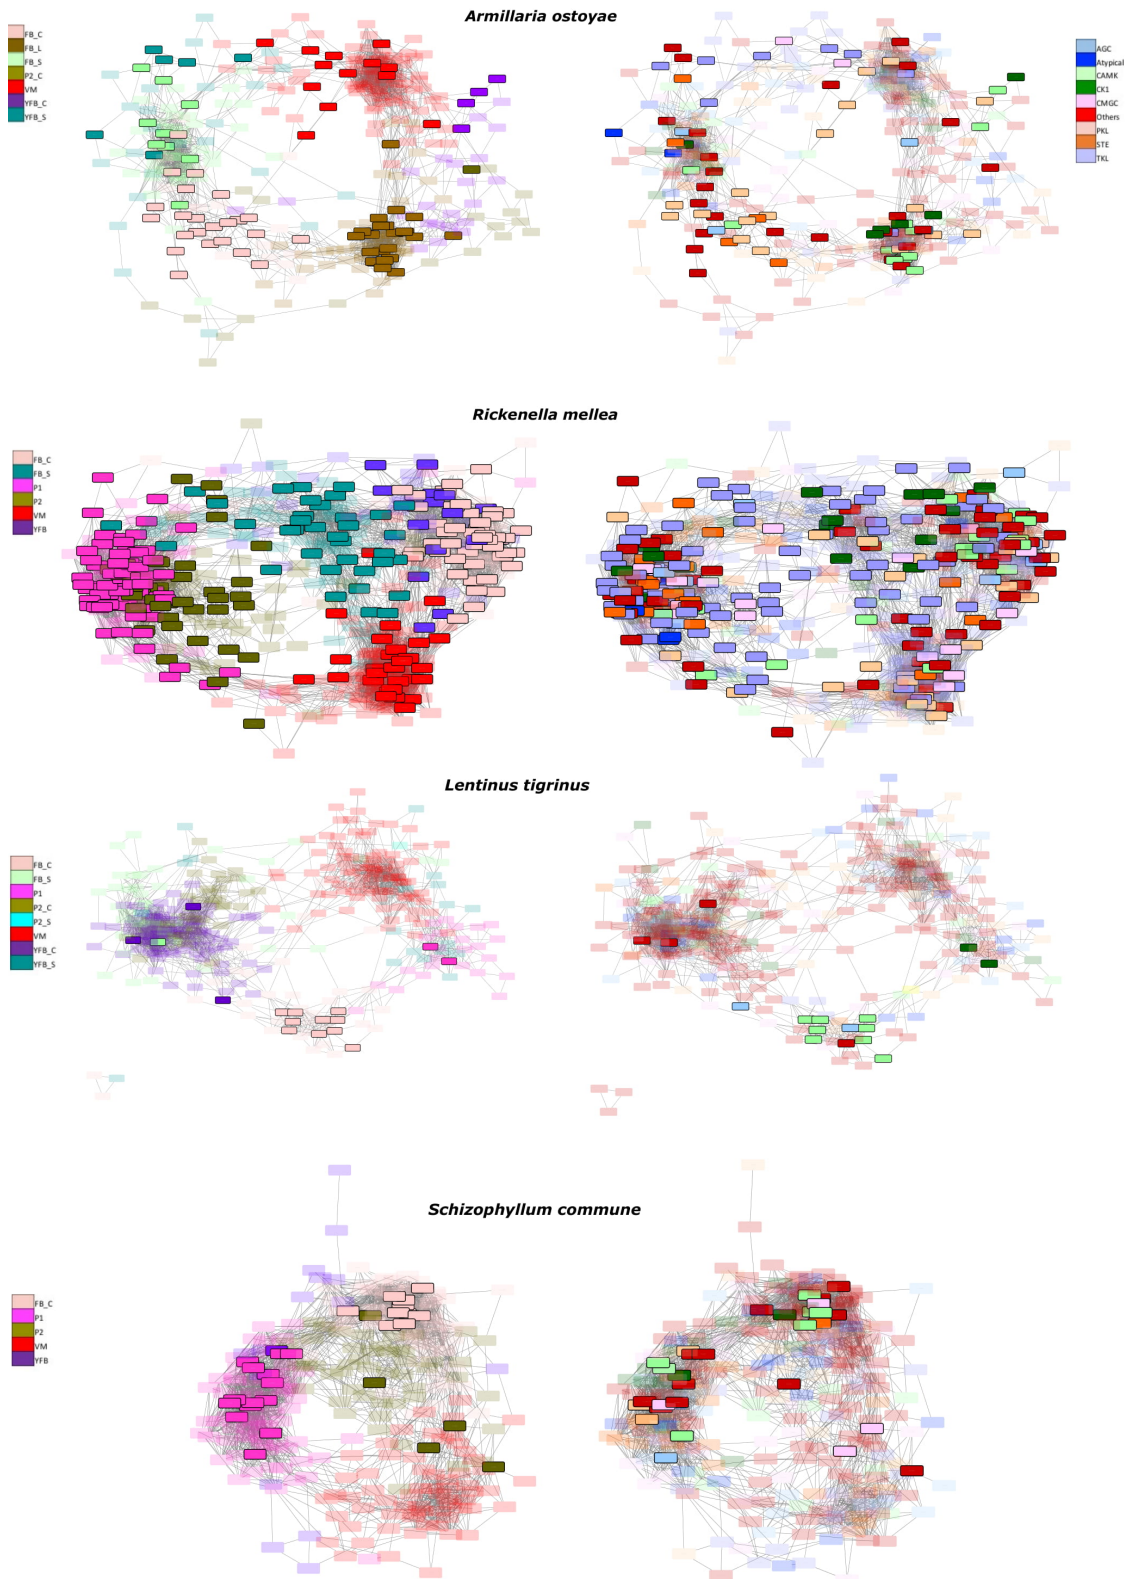 Armillaria ostoyae
FB_C
FB_L
FB_S
P2_C
VM
YFB_C
YFB_S
AGC
Atypical
CAMK
CK1
CMGC
Others
PKL
STE
TKL
Rickenella mellea
FB_C
FB_S
P1
P2
VM
YFB
Lentinus tigrinus
FB_C
FB_S
P1
P2_C
P2_S
VM
YFB_C
YFB_S
Schizophyllum commune
FB_C
P1
P2
VM
YFB